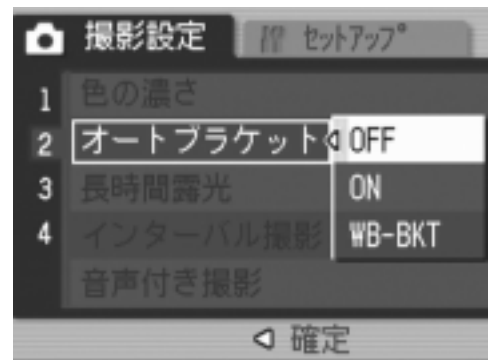 撮影設定 セットアップ
1 色の濃さ
2 オートブラケット OFF
3 長時間露光 ON
4 インターバル撮影 WB-BKT
音声付き撮影
確定